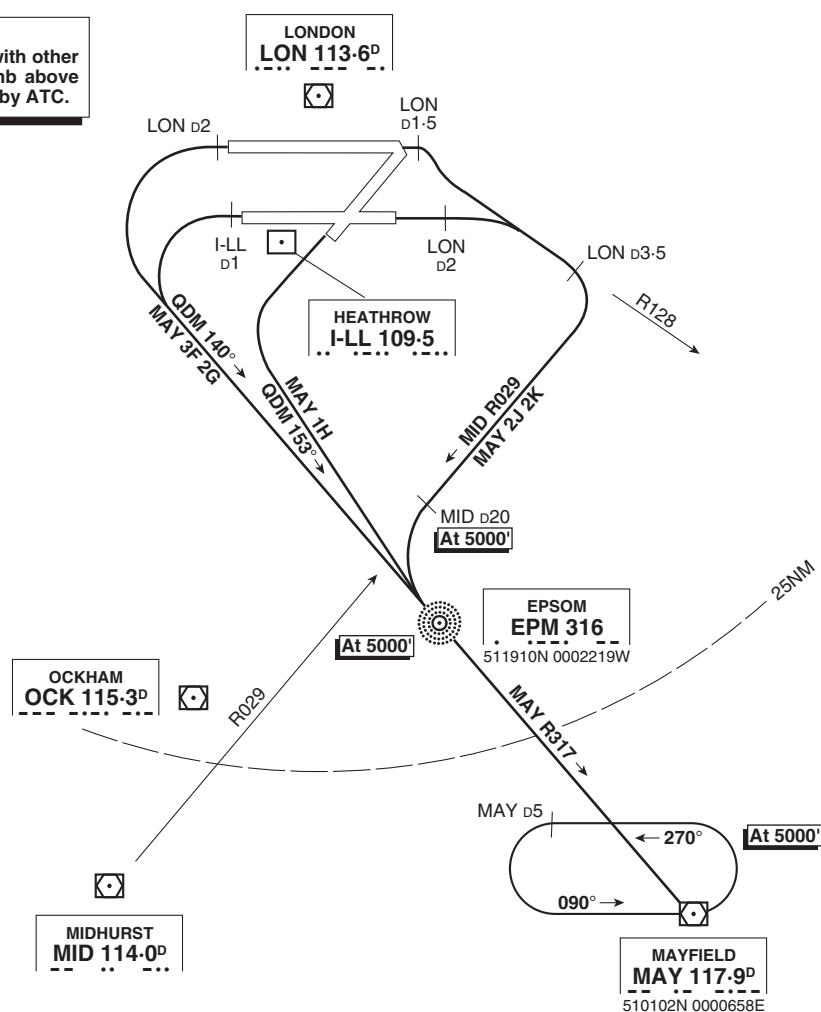 with other
mb above
by ATC.
LONDON
LON 113·6D
LON D2
LON
D1·5
I-LL
D1
LON
D2
LON D3·5
R128
HEATHROW
I-LL 109·5
QDM 140°
MAY 3F 2G
MAY 1H
QDM 153°
MID R029
MAY 2J 2K
MID D20
At 5000'
25NM
EPSOM
EPM 316
511910N 0002219W
At 5000'
OCKHAM
OCK 115·3D
R029
MAY R317
MAY D5
270°
At 5000'
090°
MIDHURST
MID 114·0D
MAYFIELD
MAY 117·9D
510102N 0000658E